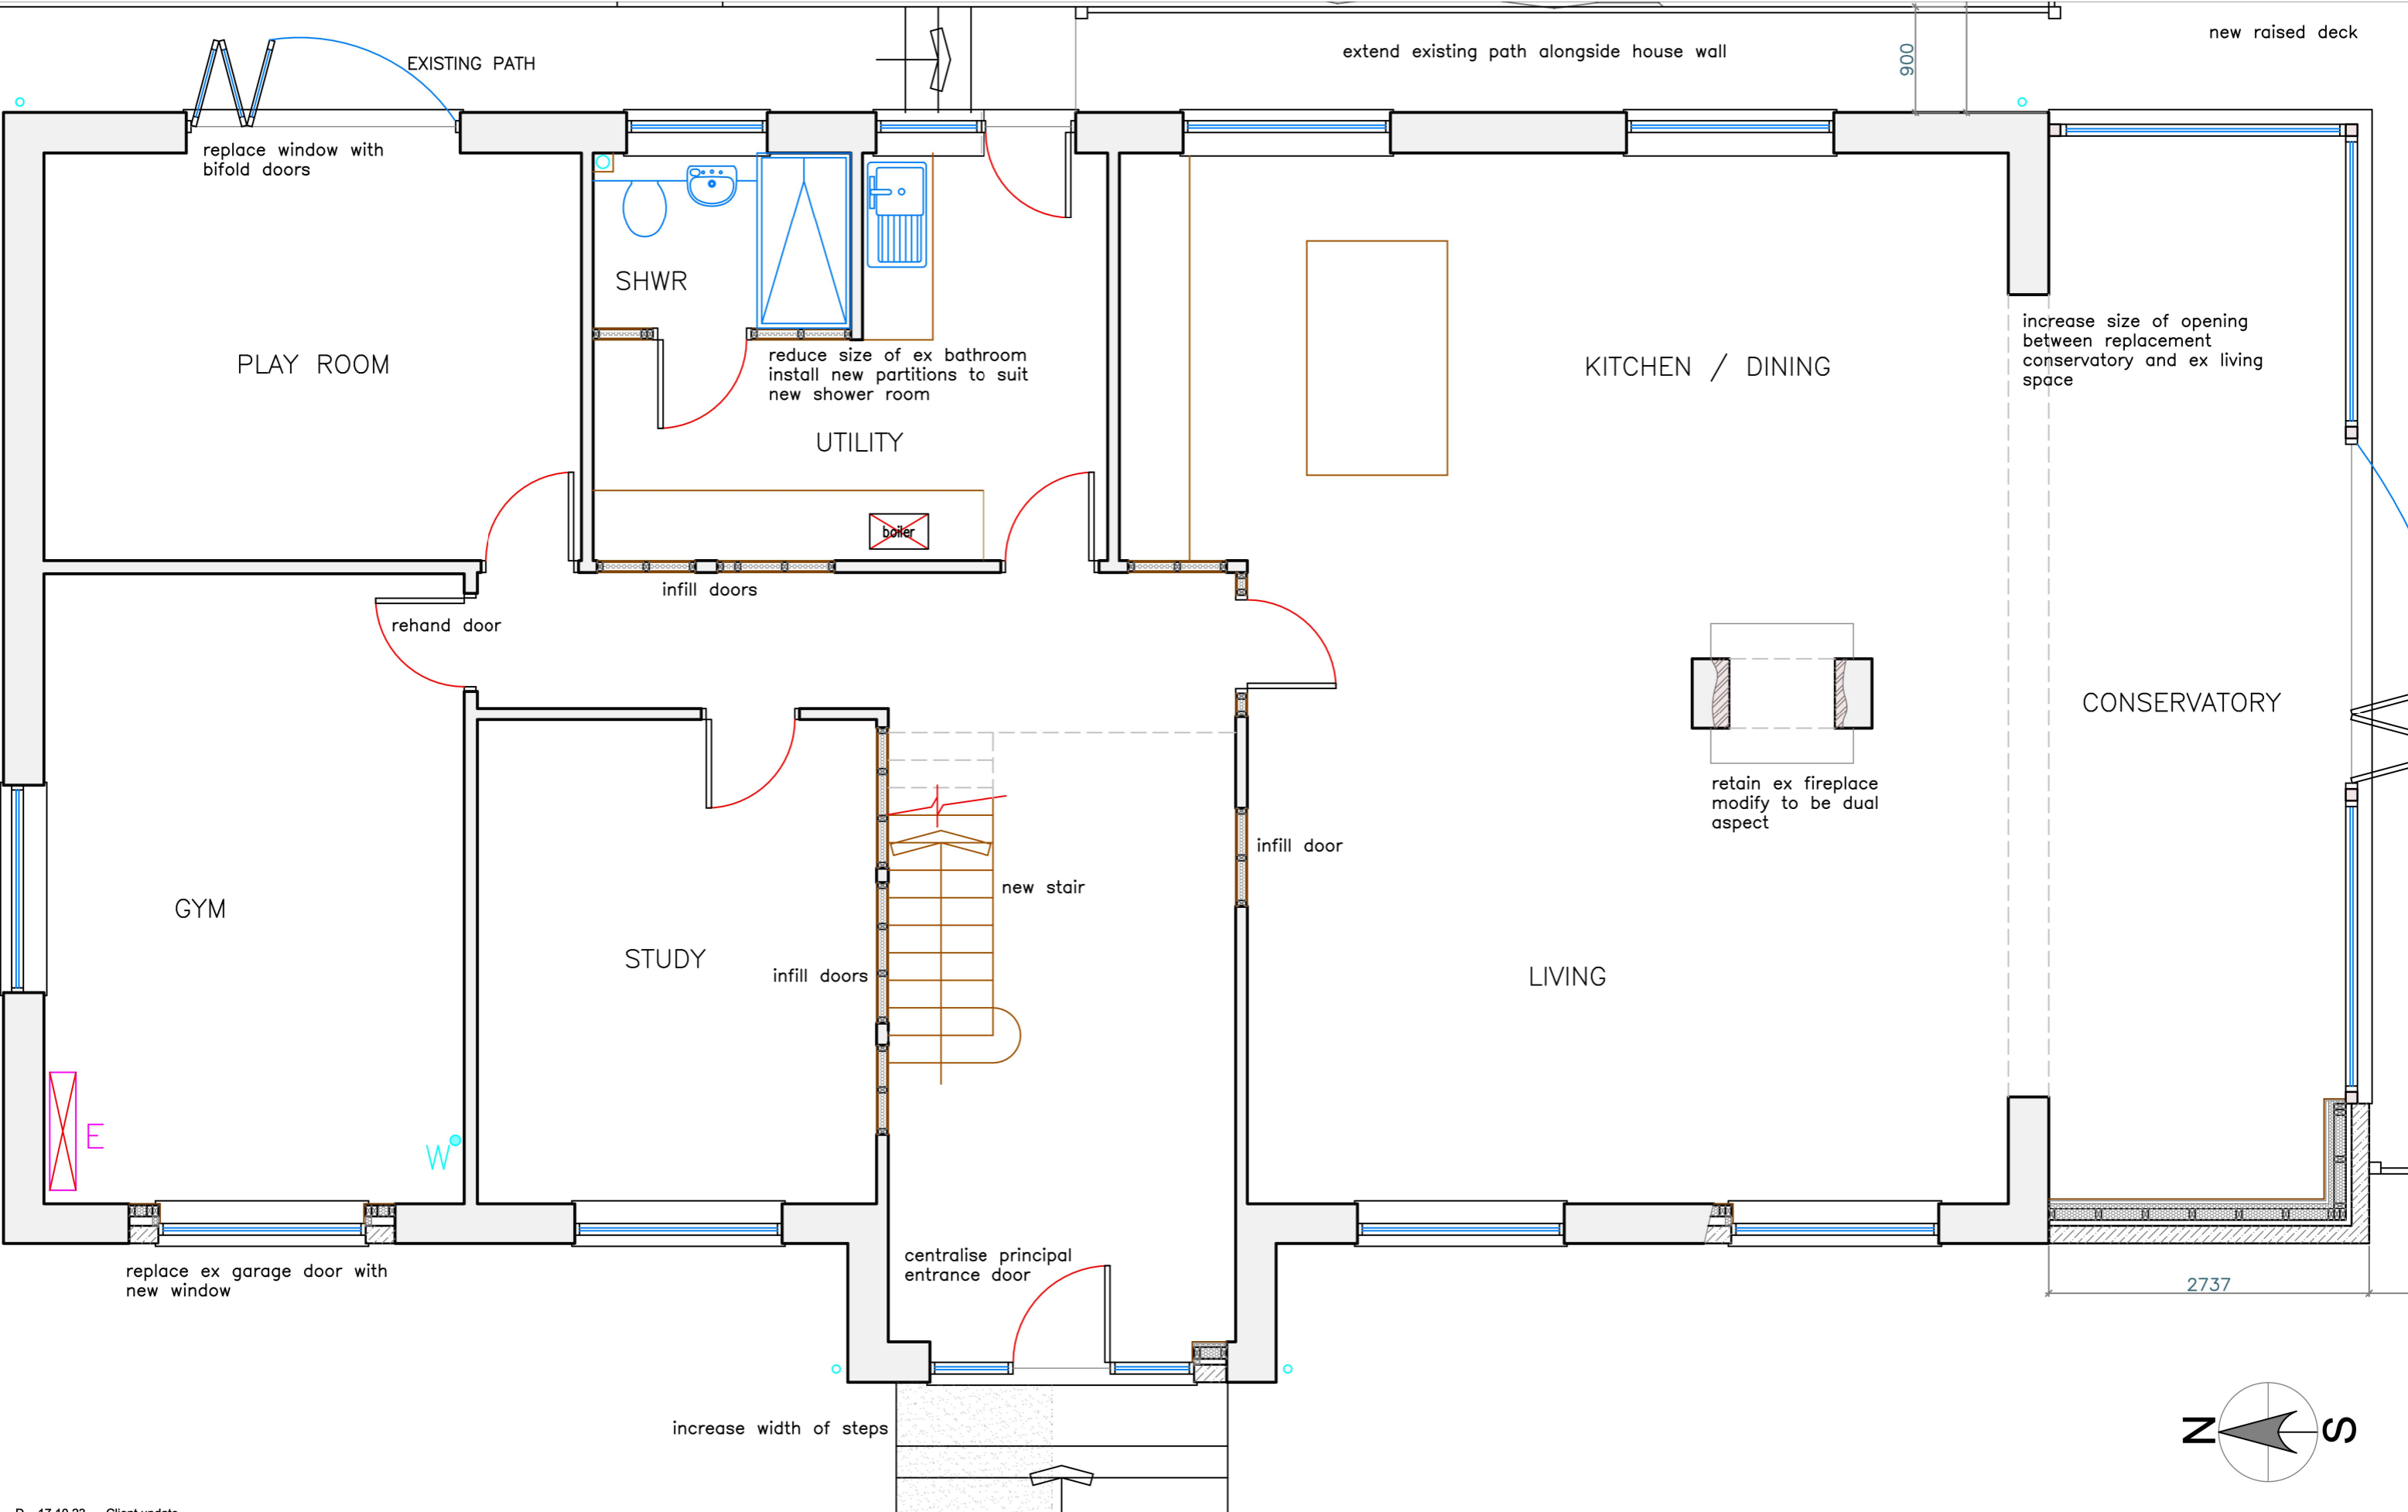 new raised deck
extend existing path alongside house wall
900
EXISTING PATH
replace window with
bifold doors
SHWR
PLAY ROOM
reduce size of ex bathroom
install new partitions to suit
new shower room
UTILITY
boiler
KITCHEN / DINING
increase size of opening
between replacement
conservatory and ex living
space
infill doors
rehand door
CONSERVATORY
retain ex fireplace
modify to be dual
aspect
infill door
new stair
GYM
STUDY
infill doors
LIVING
E
W
centralise principal
entrance door
replace ex garage door with
new window
2737
increase width of steps
N S